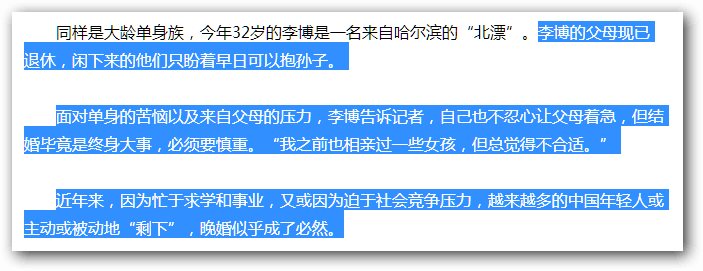 同样是大龄单身族，今年32岁的李博是一名来自哈尔滨的“北漂”。李博的父母现已
退休，闲下来的他们只盼着早日可以抱孙子。
面对单身的苦恼以及来自父母的压力，李博告诉记者，自己也不忍心让父母着急，但结
婚毕竟是终身大事，必须要慎重。“我之前也相亲过一些女孩，但总觉得不合适。”
近年来，因为忙于求学和事业，又或因为迫于社会竞争压力，越来越多的中国年轻人或
主动或被动地“剩下”，晚婚似乎成了必然。